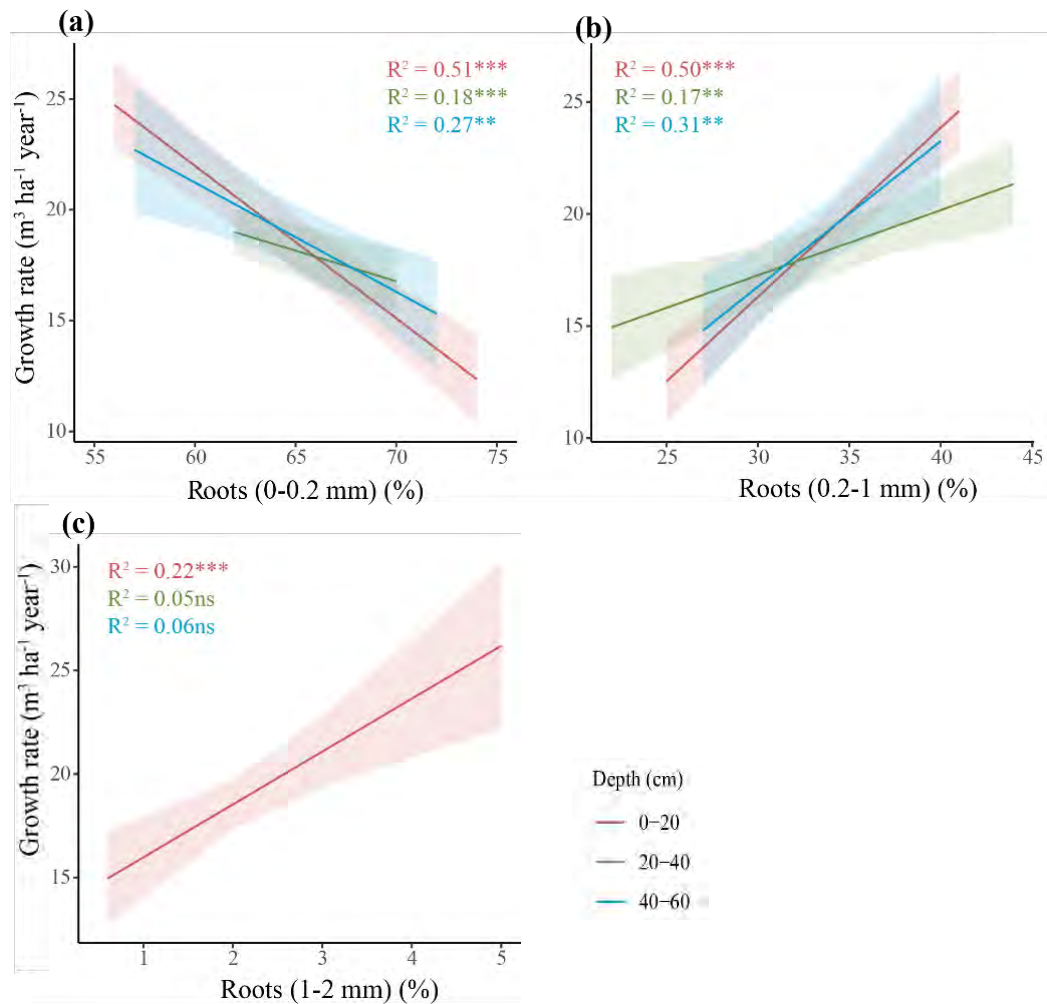 (a)
R² = 0.51***
R² = 0.18***
R² = 0.27**
Growth rate (m³ ha⁻¹ year⁻¹)
25
20
15
10
55 60 65 70 75
Roots (0-0.2 mm) (%)
(b)
R² = 0.50***
R² = 0.17**
R² = 0.31**
25
20
15
10
25 30 35 40 45
Roots (0.2-1 mm) (%)
(c)
R² = 0.22***
R² = 0.05ns
R² = 0.06ns
Growth rate (m³ ha⁻¹ year⁻¹)
30
25
20
15
1 2 3 4 5
Roots (1-2 mm) (%)
Depth (cm)
0−20
20−40
40−60